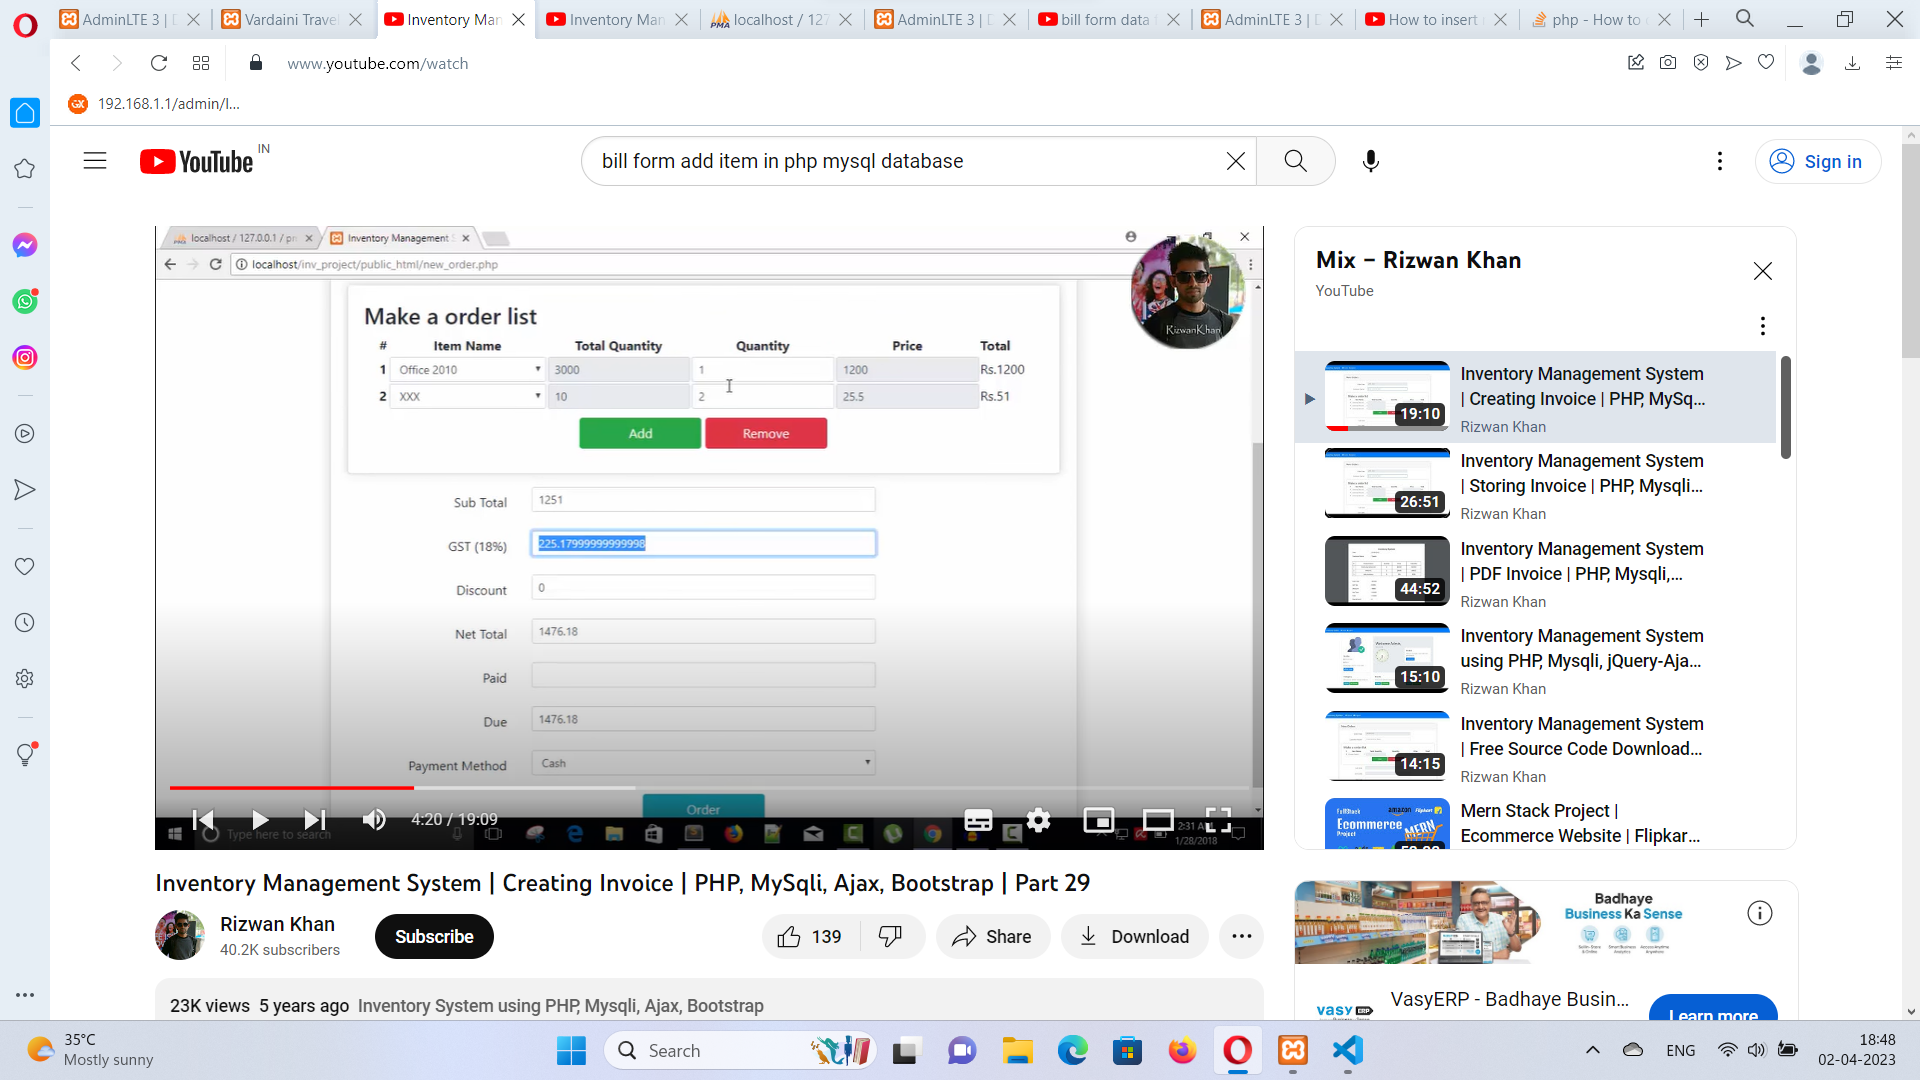 AdminLTE 3 | D
Vardaini Travel
Inventory Man
Inventory Man
localhost / 127
AdminLTE 3 | D
bill form data
AdminLTE 3 | D
How to insert
php - How to
www.youtube.com/watch
192.168.1.1/admin/l...
YouTube IN
bill form add item in php mysql database
Sign in
localhost / 127.0.0.1 / pr
Inventory Management S
localhost/inv_project/public_html/new_order.php
Make a order list
# Item Name Total Quantity Quantity Price Total
1 Office 2010 3000 1 1200 Rs.1200
2 XXX 10 2 25.5 Rs.51
Add Remove
Sub Total 1251
GST (18%) 225.17999999999998
Discount 0
Net Total 1476.18
Paid
Due 1476.18
Payment Method Cash
Order
RizwanKhan
4:20 / 19:09
Type here to search
2:31 AM
1/28/2018
Inventory Management System | Creating Invoice | PHP, MySqli, Ajax, Bootstrap | Part 29
Rizwan Khan
40.2K subscribers
Subscribe
139
Share
Download
23K views 5 years ago Inventory System using PHP, Mysqli, Ajax, Bootstrap
Mix – Rizwan Khan
YouTube
19:10
Inventory Management System
| Creating Invoice | PHP, MySq...
Rizwan Khan
26:51
Inventory Management System
| Storing Invoice | PHP, Mysqli...
Rizwan Khan
44:52
Inventory Management System
| PDF Invoice | PHP, Mysqli,...
Rizwan Khan
15:10
Inventory Management System
using PHP, Mysqli, jQuery-Aja...
Rizwan Khan
14:15
Inventory Management System
| Free Source Code Download...
Rizwan Khan
FullStack
Ecommerce
Project
amazon Flipkart
MERN
Mern Stack Project |
Ecommerce Website | Flipkar...
Badhaye
Business Ka Sense
VasyERP - Badhaye Busin...
vasy ERP
Learn more
35°C
Mostly sunny
Search
ENG
18:48
02-04-2023